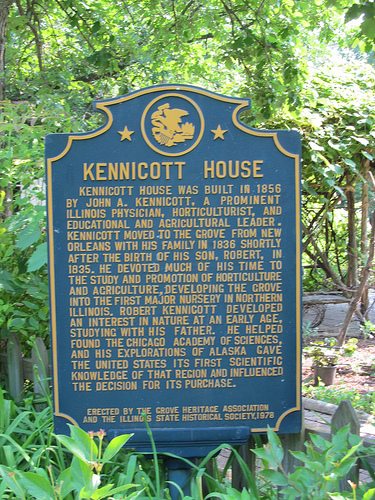 KENNICOTT HOUSE
KENNICOTT HOUSE WAS BUILT IN 1856
BY JOHN A. KENNICOTT, A PROMINENT
ILLINOIS PHYSICIAN, HORTICULTURIST, AND
EDUCATIONAL AND AGRICULTURAL LEADER.
KENNICOTT MOVED TO THE GROVE FROM NEW
ORLEANS WITH HIS FAMILY IN 1836 SHORTLY
AFTER THE BIRTH OF HIS SON, ROBERT, IN
1835. HE DEVOTED MUCH OF HIS TIME TO
THE STUDY AND PROMOTION OF HORTICULTURE
AND AGRICULTURE, DEVELOPING THE GROVE
INTO THE FIRST MAJOR NURSERY IN NORTHERN
ILLINOIS. ROBERT KENNICOTT DEVELOPED
AN INTEREST IN NATURE AT AN EARLY AGE,
STUDYING WITH HIS FATHER. HE HELPED
FOUND THE CHICAGO ACADEMY OF SCIENCES,
AND HIS EXPLORATIONS OF ALASKA GAVE
THE UNITED STATES ITS FIRST SCIENTIFIC
KNOWLEDGE OF THAT REGION AND INFLUENCED
THE DECISION FOR ITS PURCHASE.
ERECTED BY THE GROVE HERITAGE ASSOCIATION
AND THE ILLINOIS STATE HISTORICAL SOCIETY, 1978